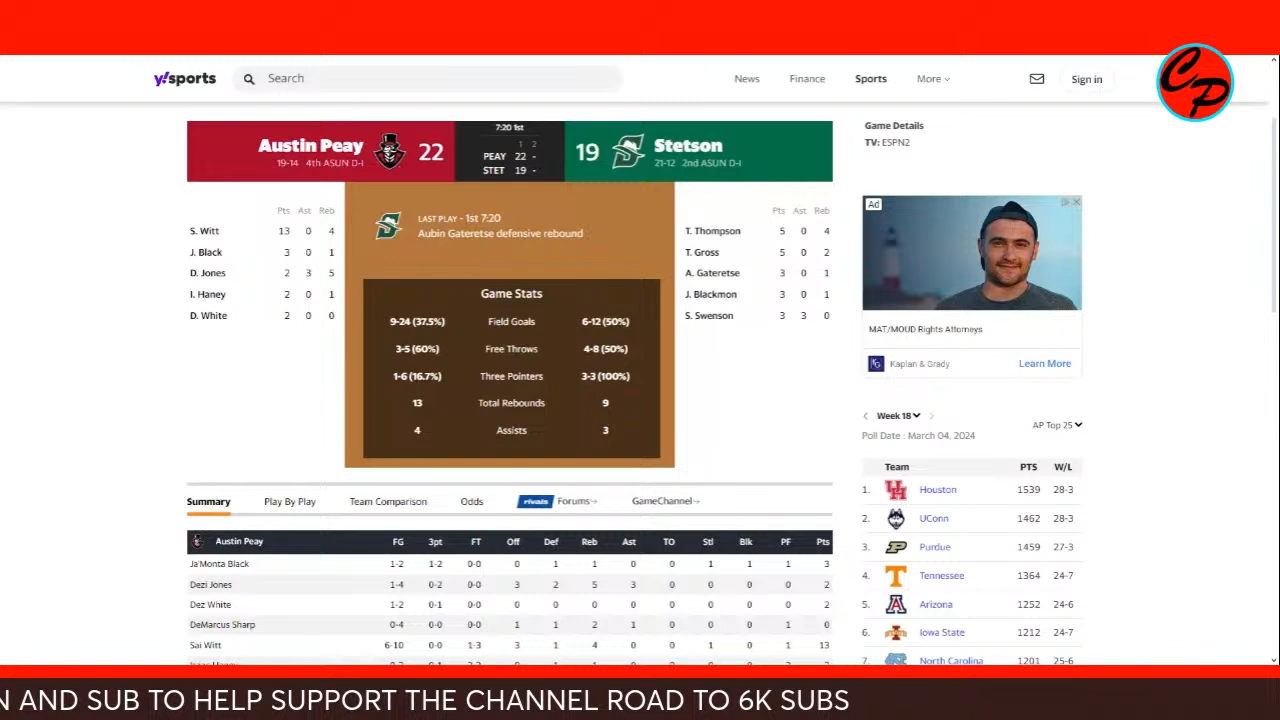 y!sports
Search
News
Finance
Sports
More
Sign in
CP
Austin Peay
19-14 4th ASUN D-I
22
7:20 1st
1 2
PEAY 22 -
STET 19 -
19
Stetson
21-12 2nd ASUN D-I
Game Details
TV: ESPN2
Pts Ast Reb
S. Witt 13 0 4
J. Black 3 0 1
D. Jones 2 3 5
I. Haney 2 0 1
D. White 2 0 0
LAST PLAY - 1st 7:20
Aubin Gateretse defensive rebound
Game Stats
9-24 (37.5%) Field Goals 6-12 (50%)
3-5 (60%) Free Throws 4-8 (50%)
1-6 (16.7%) Three Pointers 3-3 (100%)
13 Total Rebounds 9
4 Assists 3
Pts Ast Reb
T. Thompson 5 0 4
T. Gross 5 0 2
A. Gateretse 3 0 1
J. Blackmon 3 0 1
S. Swenson 3 3 0
Ad
MAT/MOUD Rights Attorneys
Kaplan & Grady
Learn More
Week 18
Poll Date : March 04, 2024
AP Top 25
Team PTS W/L
1. Houston 1539 28-3
2. UConn 1462 28-3
3. Purdue 1459 27-3
4. Tennessee 1364 24-7
5. Arizona 1252 24-6
6. Iowa State 1212 24-7
7. North Carolina 1201 25-6
Summary
Play By Play
Team Comparison
Odds
rivals Forums
GameChannel
Austin Peay FG 3pt FT Off Def Reb Ast TO Stl Blk PF Pts
Ja'Monta Black 1-2 1-2 0-0 0 1 1 0 0 1 1 1 3
Dezi Jones 1-4 0-2 0-0 3 2 5 3 0 0 0 0 2
Dez White 1-2 0-1 0-0 0 0 0 0 0 0 0 0 2
DeMarcus Sharp 0-4 0-0 0-0 1 1 2 1 0 0 0 1 0
Sai Witt 6-10 0-0 1-3 3 1 4 0 0 1 0 1 13
N AND SUB TO HELP SUPPORT THE CHANNEL ROAD TO 6K SUBS